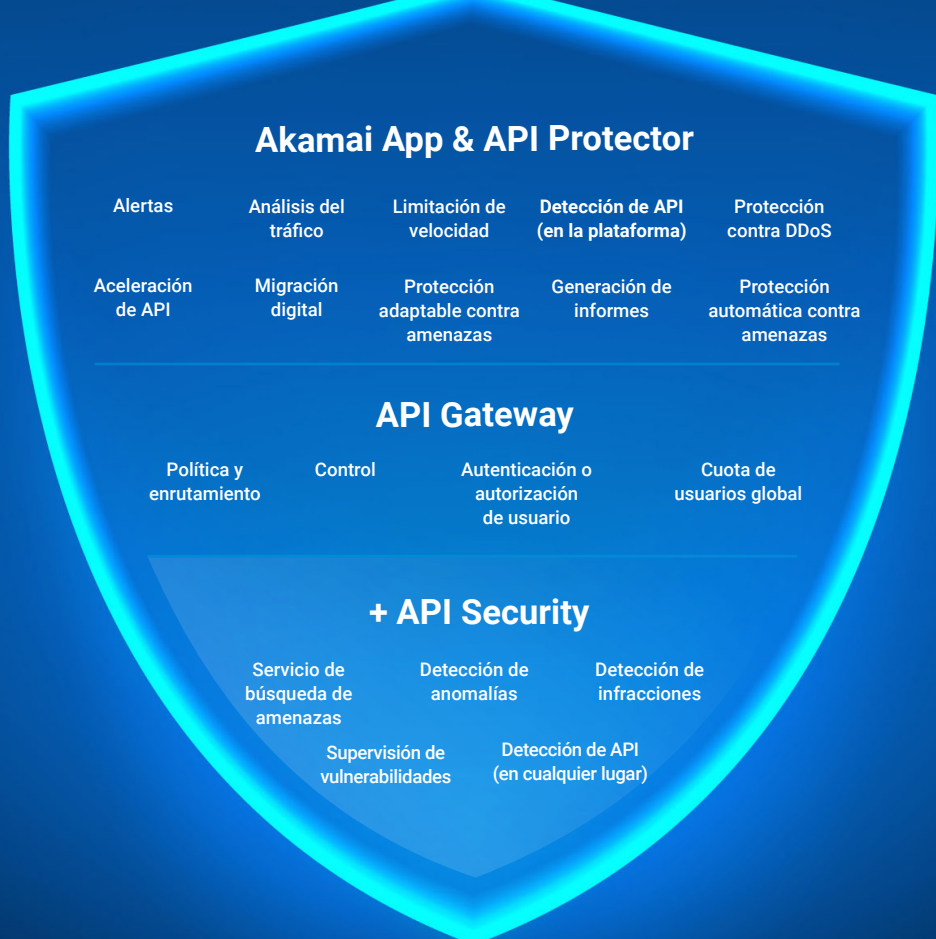 Akamai App & API Protector
Alertas
Análisis del
tráfico
Limitación de
velocidad
Detección de API
(en la plataforma)
Protección
contra DDoS
Aceleración
de API
Migración
digital
Protección
adaptable contra
amenazas
Generación de
informes
Protección
automática contra
amenazas
API Gateway
Política y
enrutamiento
Control
Autenticación o
autorización
de usuario
Cuota de
usuarios global
+ API Security
Servicio de
búsqueda de
amenazas
Detección de
anomalías
Detección de
infracciones
Supervisión de
vulnerabilidades
Detección de API
(en cualquier lugar)